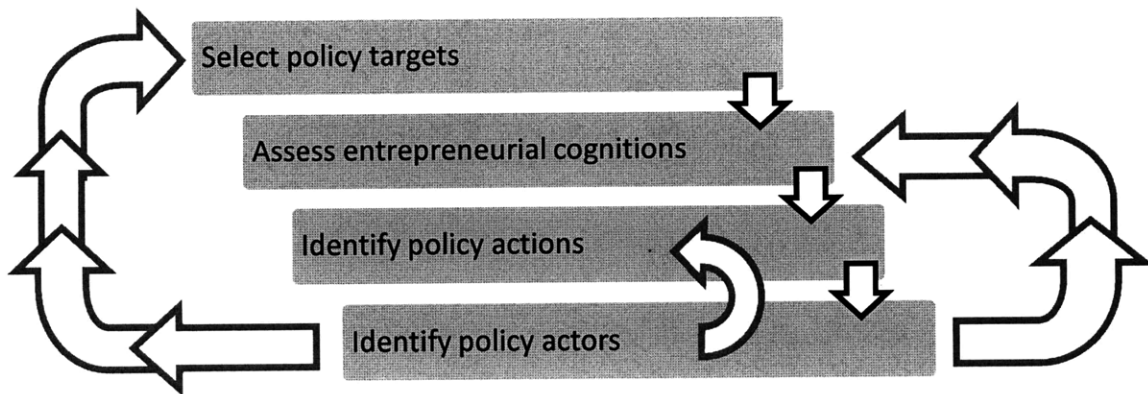 Select policy targets
Assess entrepreneurial cognitions
Identify policy actions
Identify policy actors